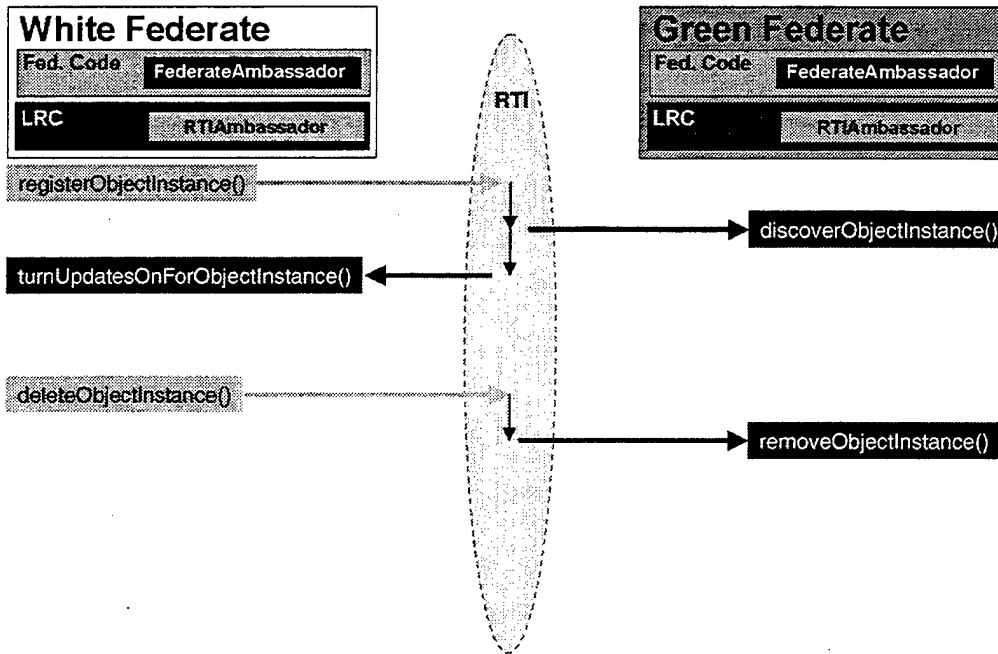 White Federate
Fed. Code
FederateAmbassador
LRC
RTIAmbassador
RTI
Green Federate
Fed. Code
FederateAmbassador
LRC
RTIAmbassador
registerObjectInstance()
discoverObjectInstance()
turnUpdatesOnForObjectInstance()
deleteObjectInstance()
removeObjectInstance()